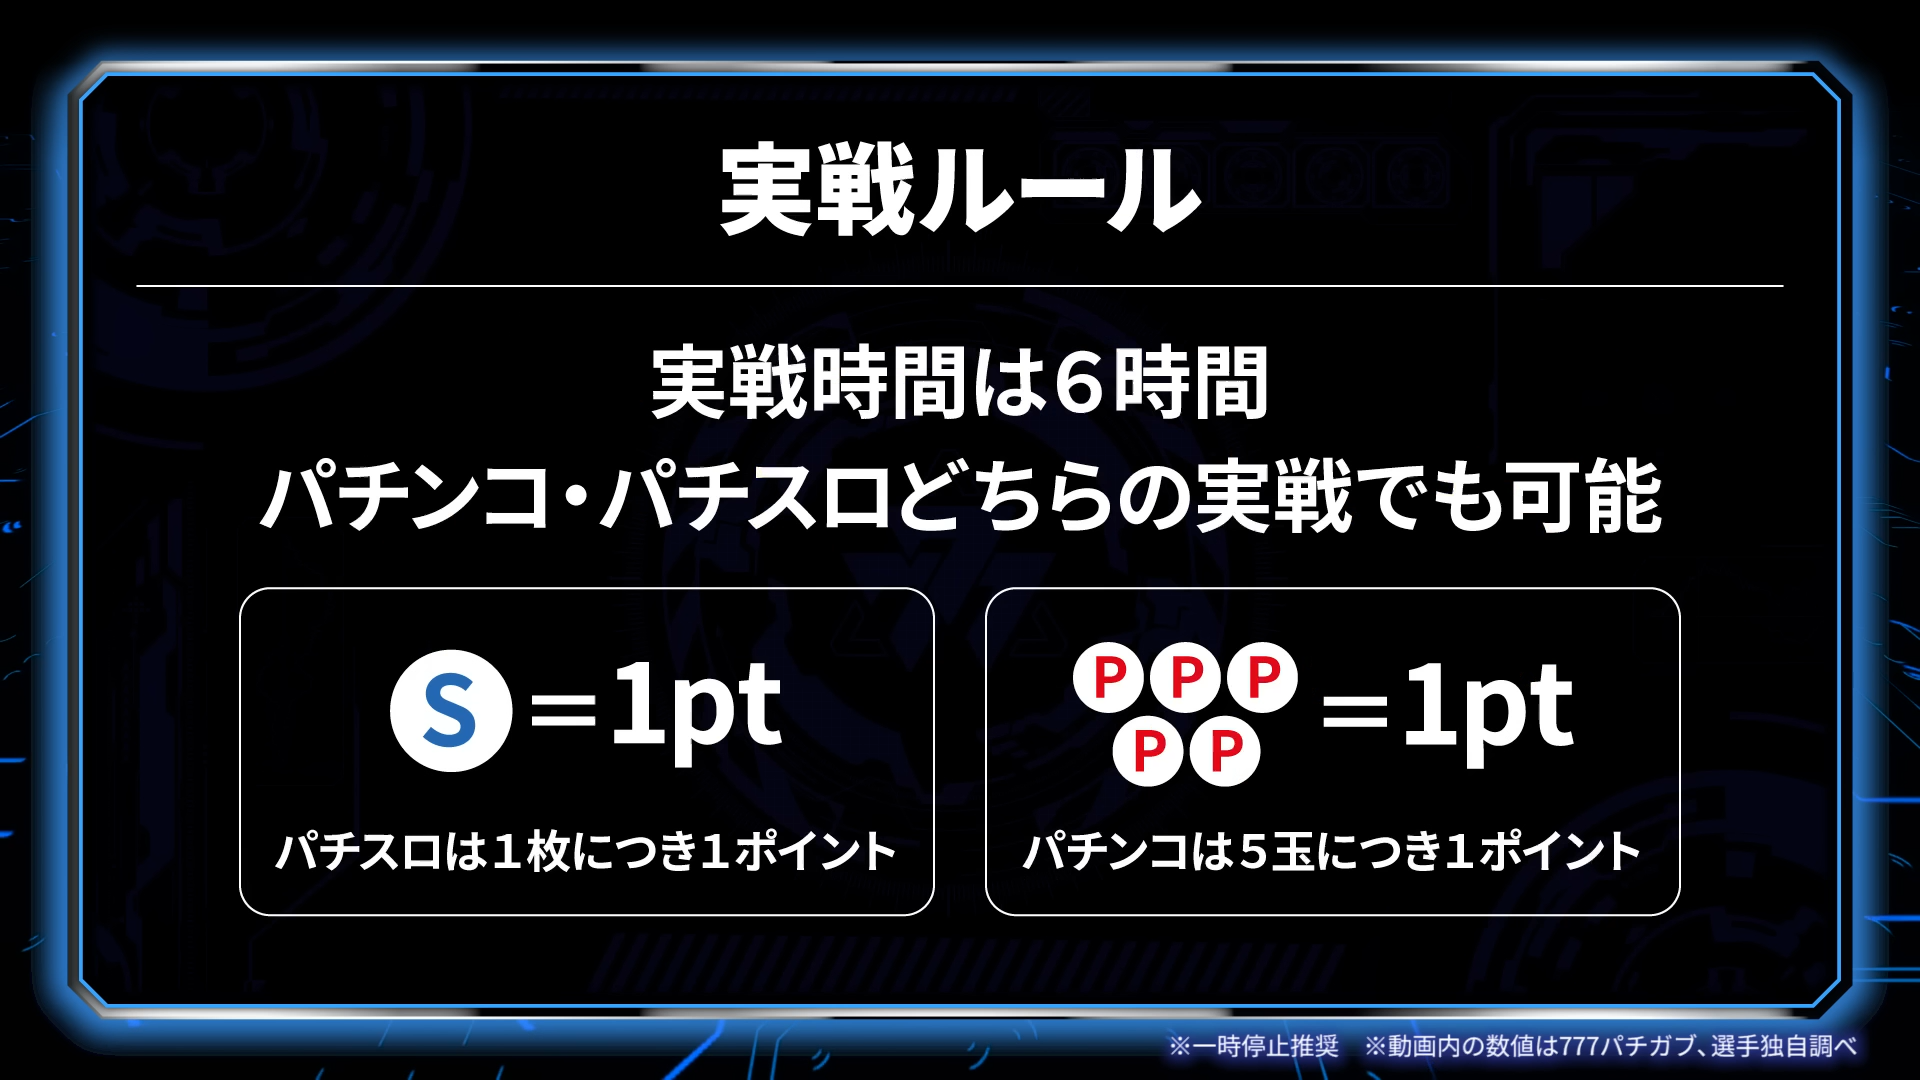 実戦ルール
実戦時間は６時間
パチンコ・パチスロどちらの実戦でも可能
S＝1pt
パチスロは１枚につき１ポイント
P P P
P P
＝1pt
パチンコは５玉につき１ポイント
※一時停止推奨　※動画内の数値は777パチガブ、選手独自調べ